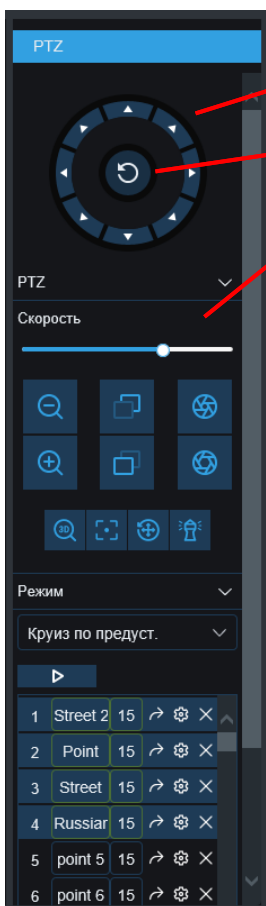 PTZ
PTZ
Скорость
3D
Режим
Круиз по предуст.
1 Street 2 15
2 Point 15
3 Street 15
4 Russiar 15
5 point 5 15
6 point 6 15